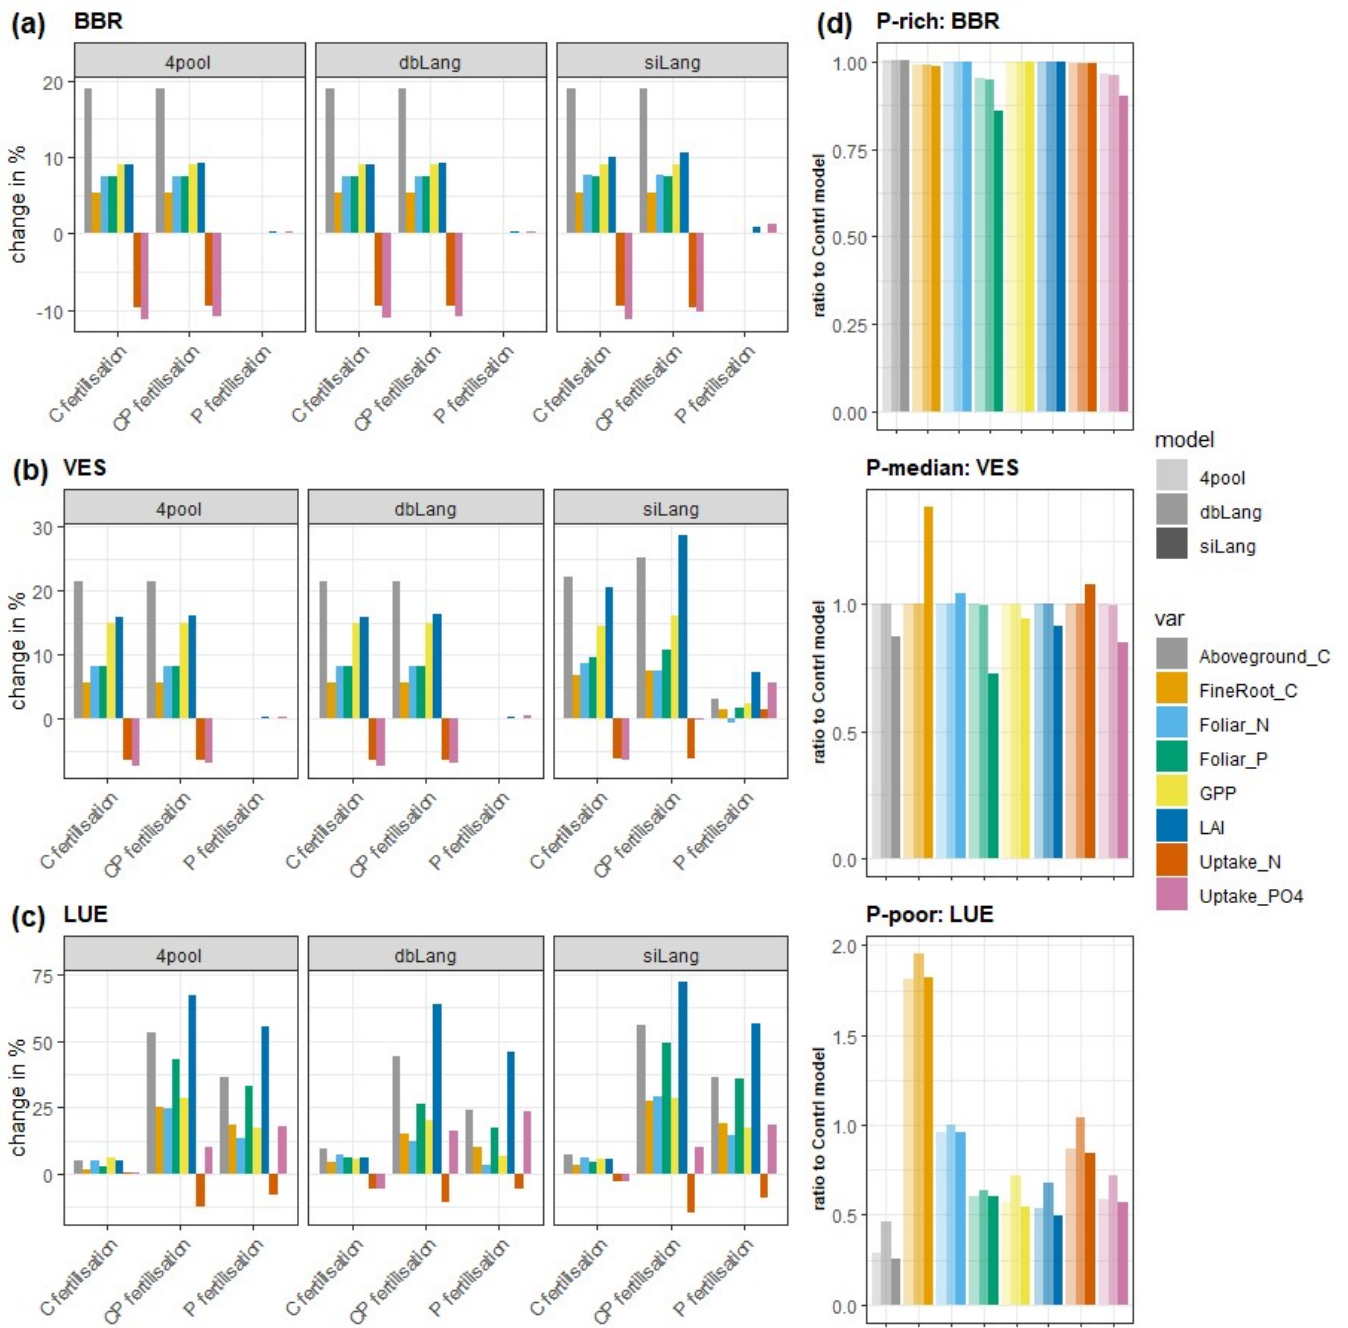 (a) BBR
4pool dbLang siLang
change in %
20
10
0
-10
C fertilisation CP fertilisation P fertilisation C fertilisation CP fertilisation P fertilisation C fertilisation CP fertilisation P fertilisation
(b) VES
4pool dbLang siLang
change in %
30
20
10
0
C fertilisation CP fertilisation P fertilisation C fertilisation CP fertilisation P fertilisation C fertilisation CP fertilisation P fertilisation
(c) LUE
4pool dbLang siLang
change in %
75
50
25
0
C fertilisation CP fertilisation P fertilisation C fertilisation CP fertilisation P fertilisation C fertilisation CP fertilisation P fertilisation
(d) P-rich: BBR
ratio to Contrl model
1.00
0.75
0.50
0.25
0.00
P-median: VES
ratio to Contrl model
1.0
0.5
0.0
P-poor: LUE
ratio to Contrl model
2.0
1.5
1.0
0.5
0.0
model
4pool
dbLang
siLang
var
Aboveground_C
FineRoot_C
Foliar_N
Foliar_P
GPP
LAI
Uptake_N
Uptake_PO4